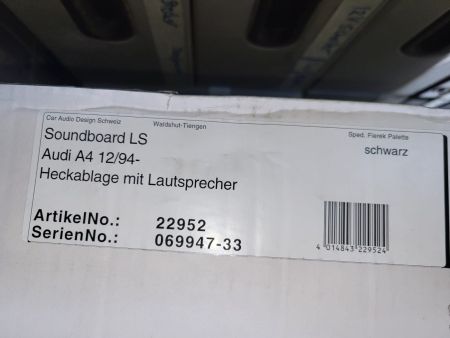 Car Audio Design Schweiz Waldshut-Tiengen
Soundboard LS
Sped. Fierek Palette
Audi A4 12/94-
schwarz
Heckablage mit Lautsprecher
ArtikelNo.: 22952
SerienNo.: 069947-33
4 014843 229524